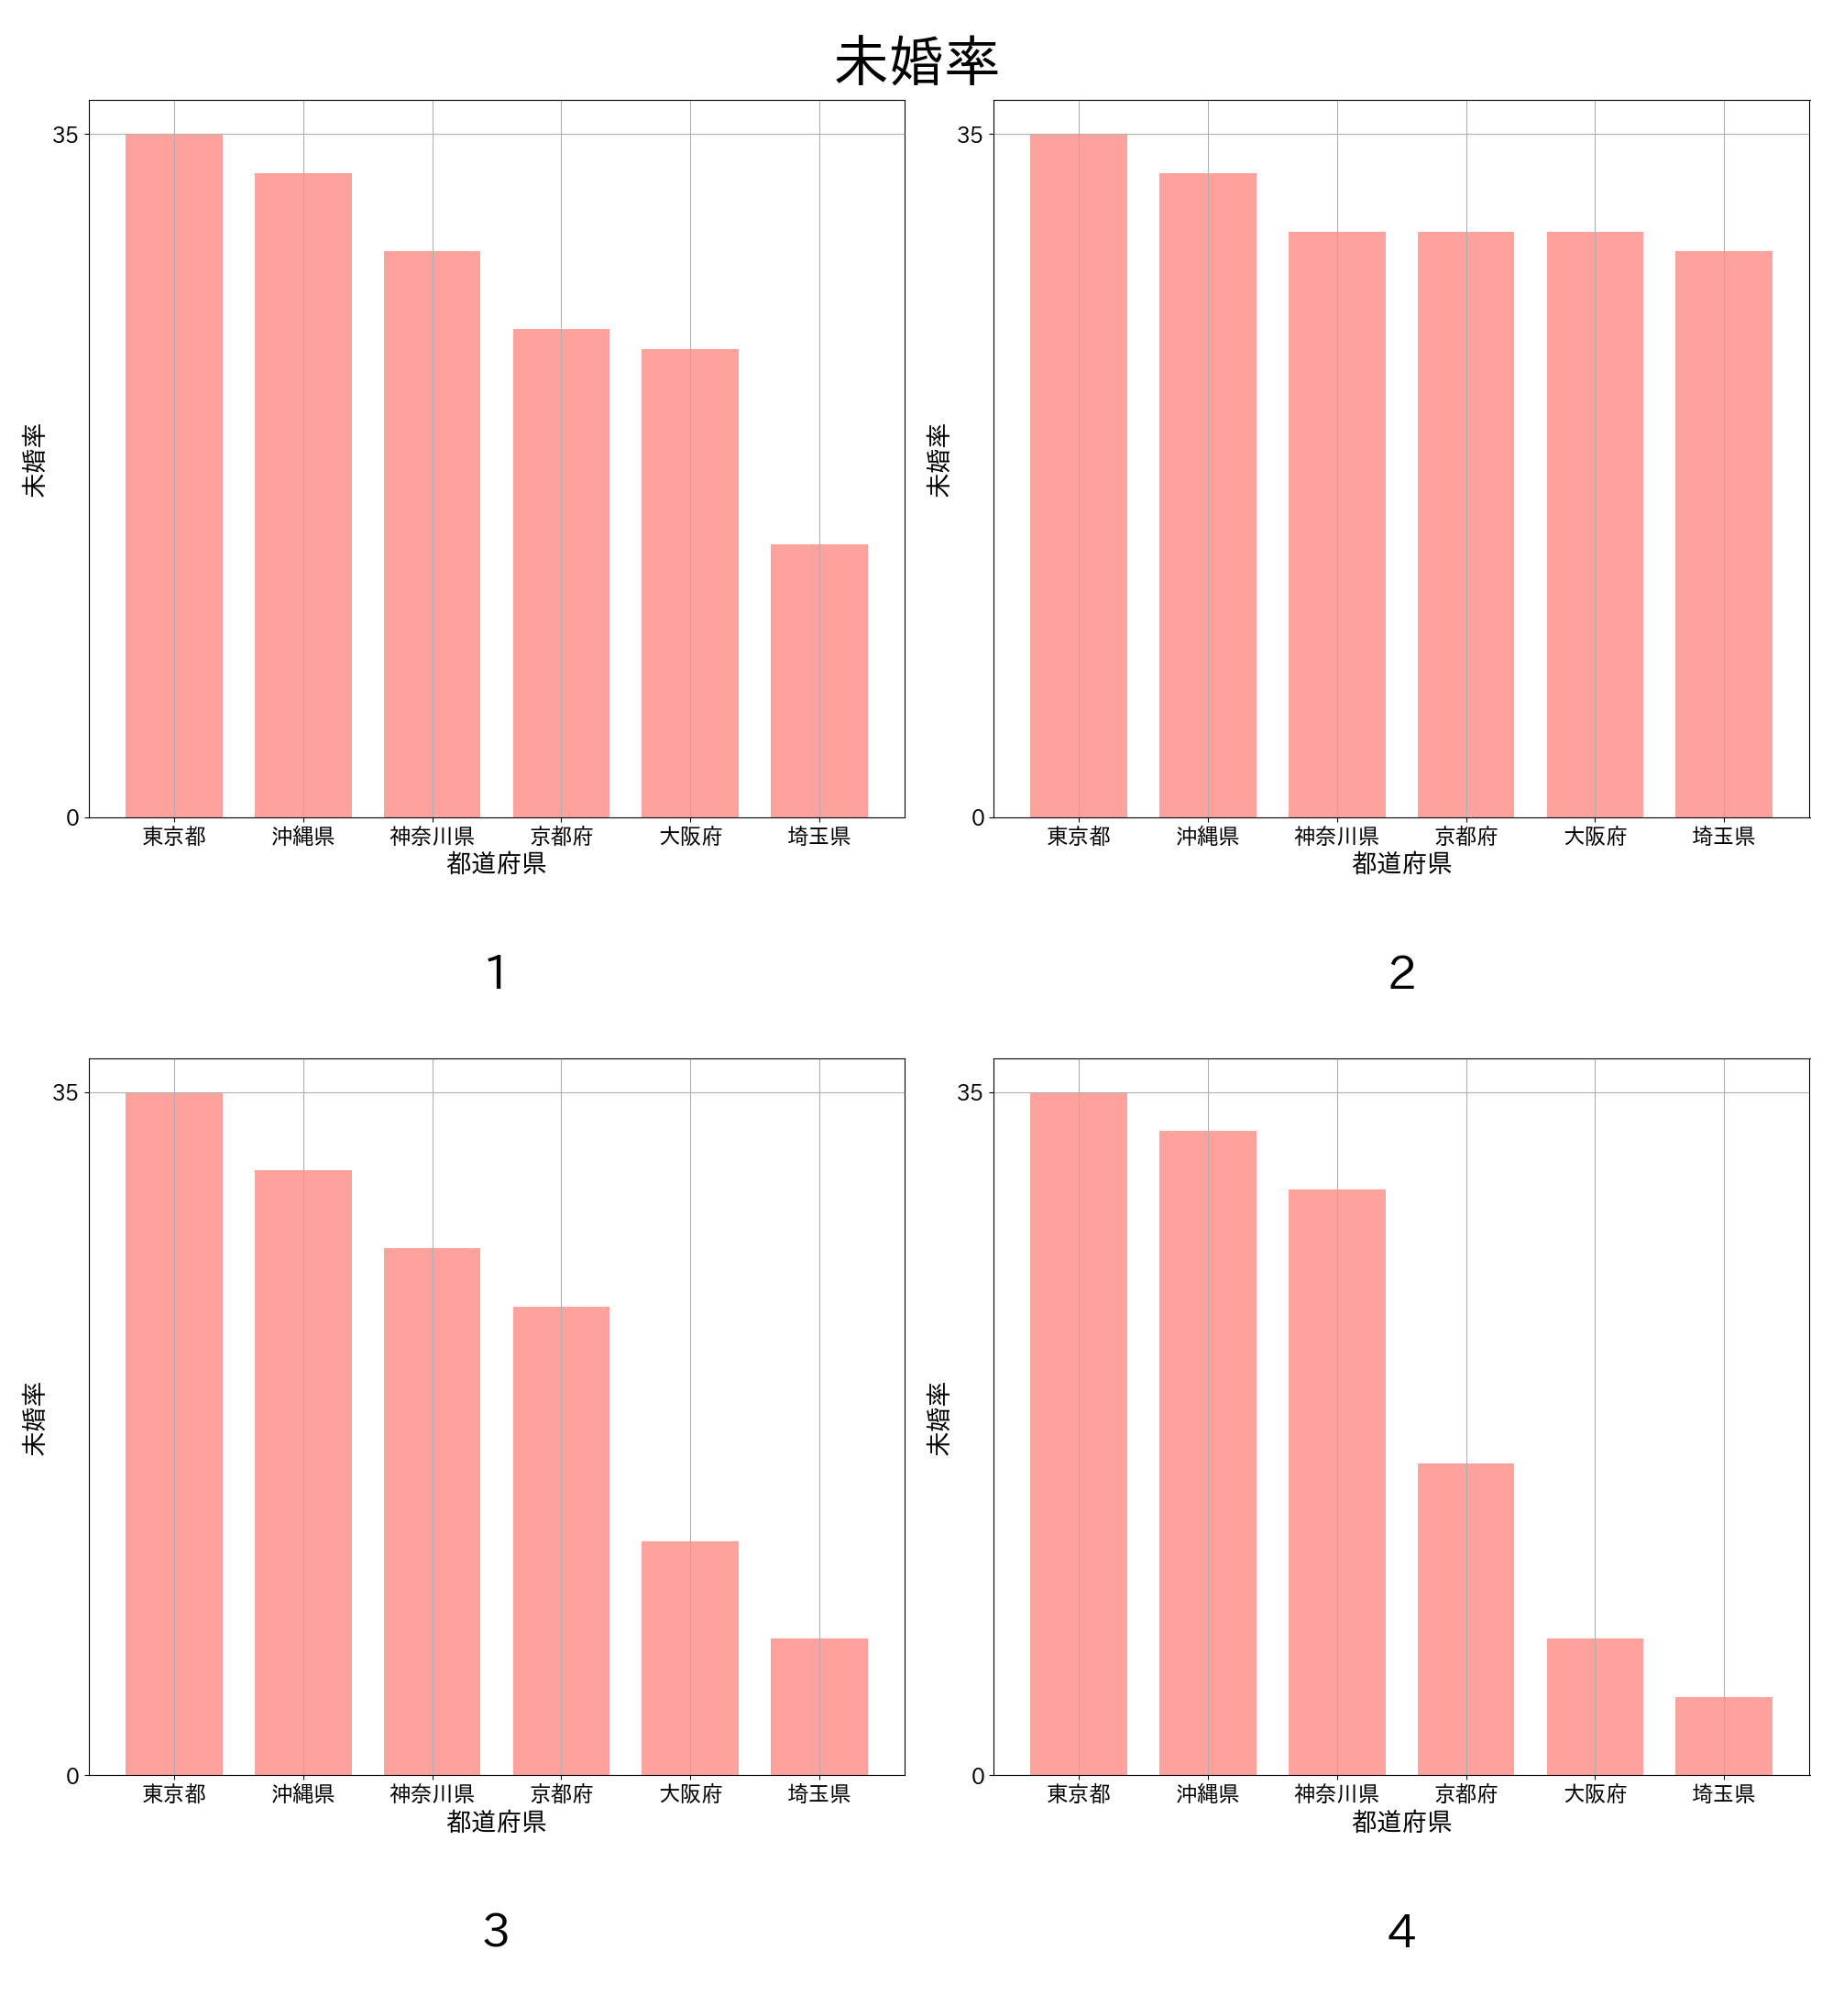 未婚率
35
0
未婚率
東京都 沖縄県 神奈川県 京都府 大阪府 埼玉県
都道府県
1
35
0
未婚率
東京都 沖縄県 神奈川県 京都府 大阪府 埼玉県
都道府県
2
35
0
未婚率
東京都 沖縄県 神奈川県 京都府 大阪府 埼玉県
都道府県
3
35
0
未婚率
東京都 沖縄県 神奈川県 京都府 大阪府 埼玉県
都道府県
4